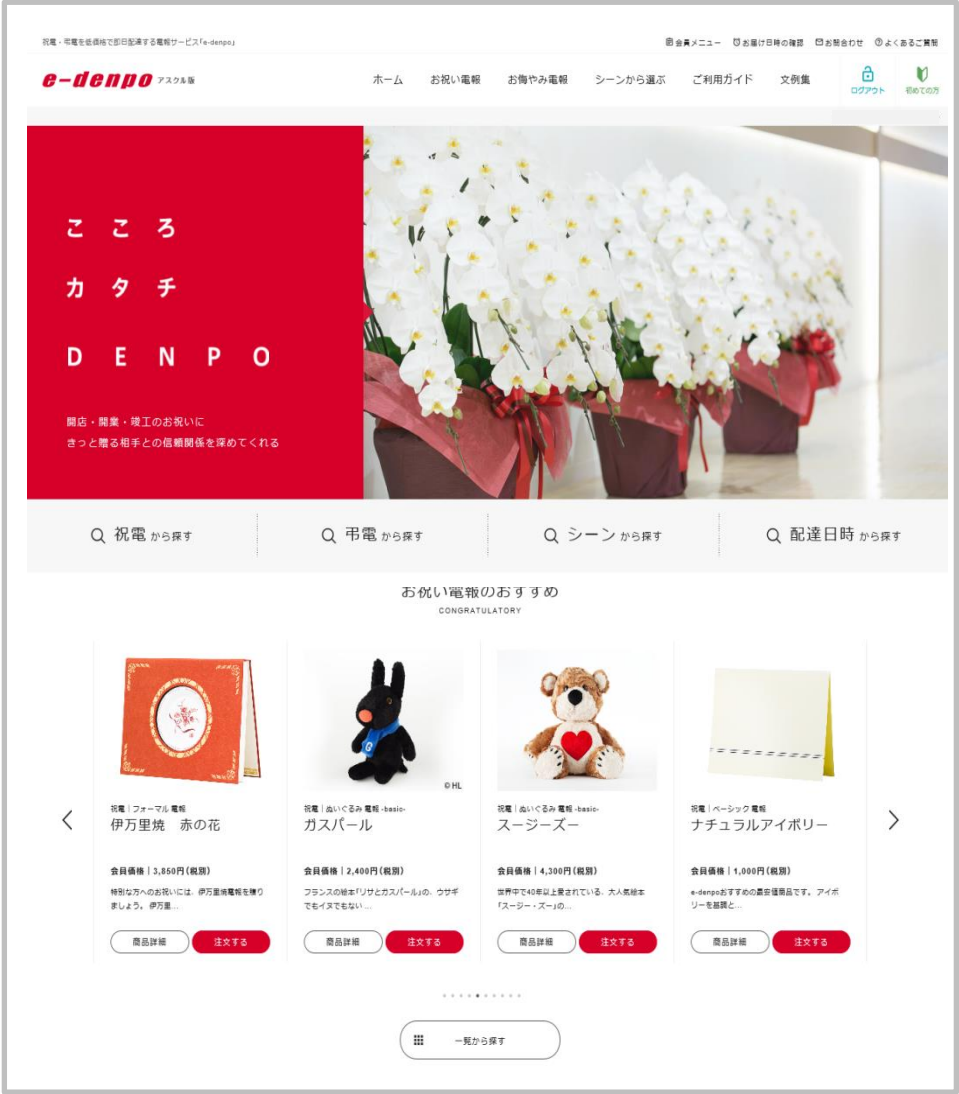 祝電・弔電を低価格で即日配達する電報サービス「e-denpo」
会員メニュー お届け日時の確認 お問合わせ よくあるご質問
e-denpo アスクル版
ホーム お祝い電報 お悔やみ電報 シーンから選ぶ ご利用ガイド 文例集 ログアウト 初めての方
こころ
カタチ
DENPO
開店・開業・竣工のお祝いに
きっと贈る相手との信頼関係を深めてくれる
祝電 から探す 弔電 から探す シーン から探す 配達日時 から探す
お祝い電報のおすすめ
CONGRATULATORY
G
© HL
祝電|フォーマル電報
伊万里焼 赤の花
会員価格|3,850円(税別)
特別な方へのお祝いには、伊万里焼電報を贈り
ましょう。 伊万里...
商品詳細 注文する
祝電|ぬいぐるみ電報 -basic-
ガスパール
会員価格|2,400円(税別)
フランスの絵本「リサとガスパール」の、ウサギ
でもイヌでもない ...
商品詳細 注文する
祝電|ぬいぐるみ電報 -basic-
スージーズー
会員価格|4,300円(税別)
世界中で40年以上愛されている、大人気絵本
「スージー・ズー」の...
商品詳細 注文する
祝電|ベーシック電報
ナチュラルアイボリー
会員価格|1,000円(税別)
e-denpoおすすめの最安値商品です。 アイボ
リーを基調と...
商品詳細 注文する
一覧から探す